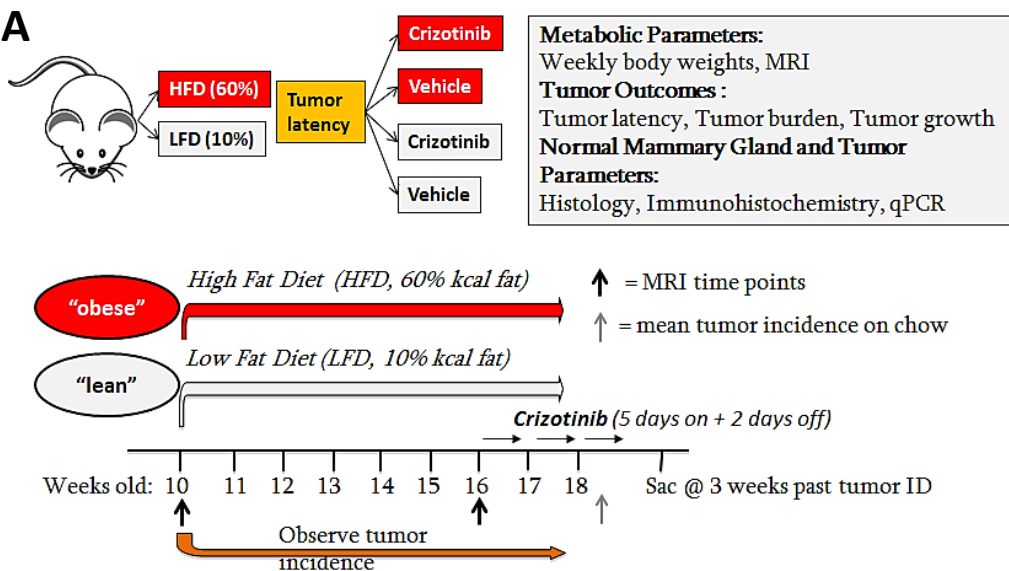 A
HFD (60%)
LFD (10%)
Tumor
latency
Crizotinib
Vehicle
Crizotinib
Vehicle
Metabolic Parameters:
Weekly body weights, MRI
Tumor Outcomes :
Tumor latency, Tumor burden, Tumor growth
Normal Mammary Gland and Tumor
Parameters:
Histology, Immunohistochemistry, qPCR
"obese"
High Fat Diet (HFD, 60% kcal fat)
"lean"
Low Fat Diet (LFD, 10% kcal fat)
= MRI time points
= mean tumor incidence on chow
Crizotinib (5 days on + 2 days off)
Weeks old: 10 11 12 13 14 15 16 17 18 Sac @ 3 weeks past tumor ID
Observe tumor
incidence